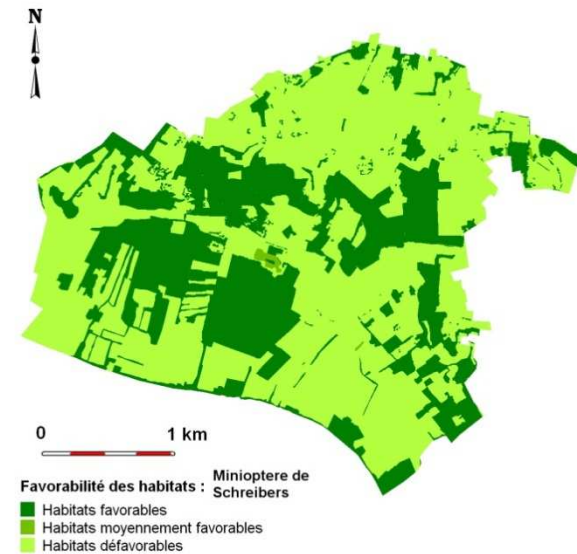 N
0 1 km
Favorabilité des habitats : Minioptere de
Schreibers
Habitats favorables
Habitats moyennement favorables
Habitats défavorables